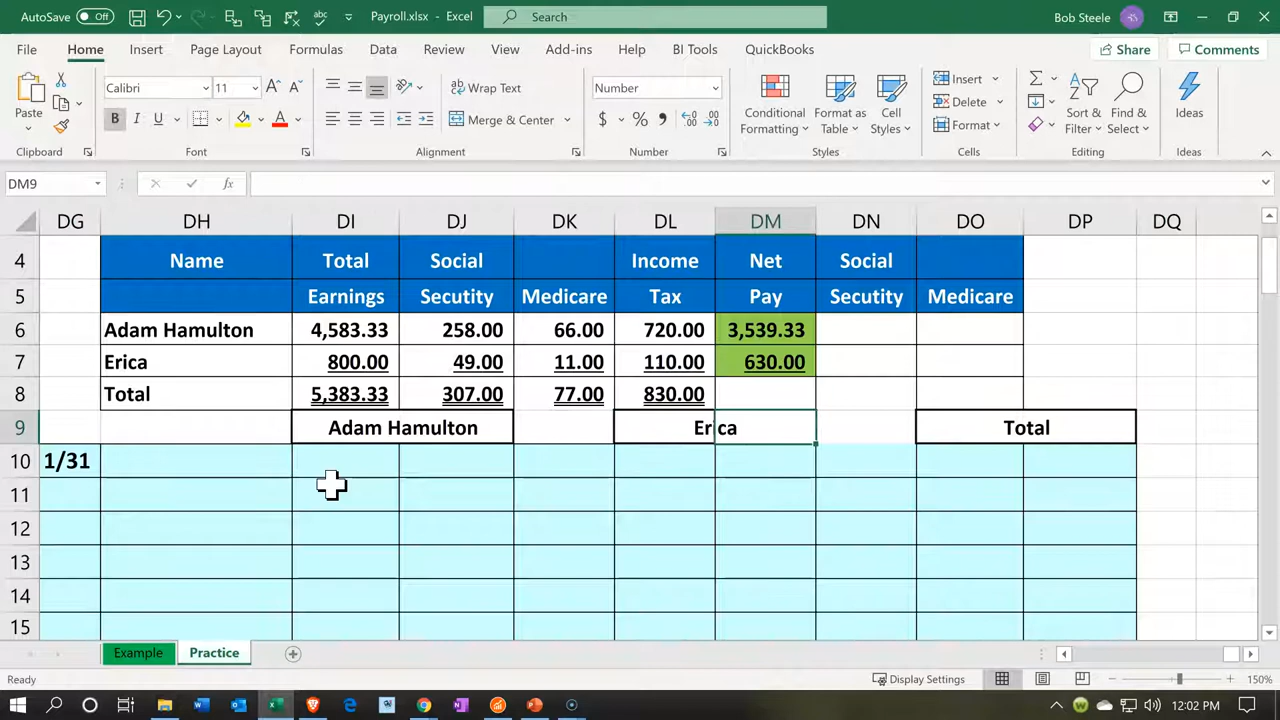 AutoSave Off Payroll.xlsx - Excel Search Bob Steele
File Home Insert Page Layout Formulas Data Review View Add-ins Help BI Tools QuickBooks Share Comments
Paste Calibri 11 Wrap Text Number Conditional Formatting Format as Table Cell Styles Insert Sort & Filter Find & Select Ideas
B I U A Merge & Center $ % Delete
Format
Clipboard Font Alignment Number Styles Cells Editing Ideas
DM9 fx
DG DH DI DJ DK DL DM DN DO DP DQ
4 Name Total Social Income Net Social
5 Earnings Secutity Medicare Tax Pay Secutity Medicare
6 Adam Hamulton 4,583.33 258.00 66.00 720.00 3,539.33
7 Erica 800.00 49.00 11.00 110.00 630.00
8 Total 5,383.33 307.00 77.00 830.00
9 Adam Hamulton Erica Total
10 1/31
11
12
13
14
15
Example Practice
Ready Display Settings 150%
12:02 PM